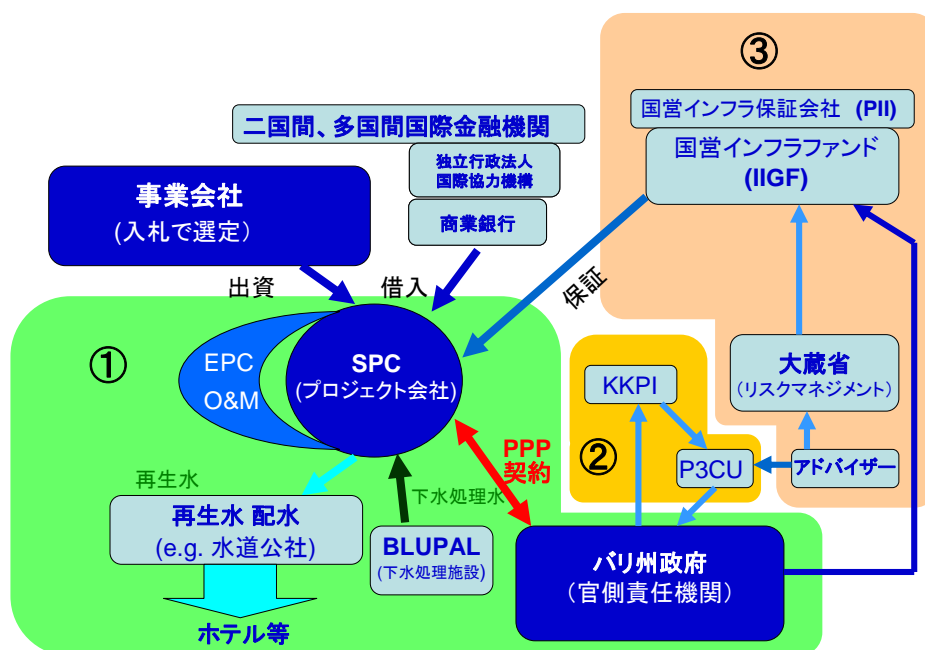 ③
国営インフラ保証会社 (PII)
国営インフラファンド
(IIGF)
二国間、多国間国際金融機関
独立行政法人
国際協力機構
商業銀行
事業会社
(入札で選定)
出資
借入
保証
①
EPC
O&M
SPC
(プロジェクト会社)
KKPI
②
P3CU
大蔵省
(リスクマネジメント)
アドバイザー
PPP
契約
再生水
下水処理水
再生水 配水
(e.g. 水道公社)
BLUPAL
(下水処理施設)
バリ州政府
(官側責任機関)
ホテル等